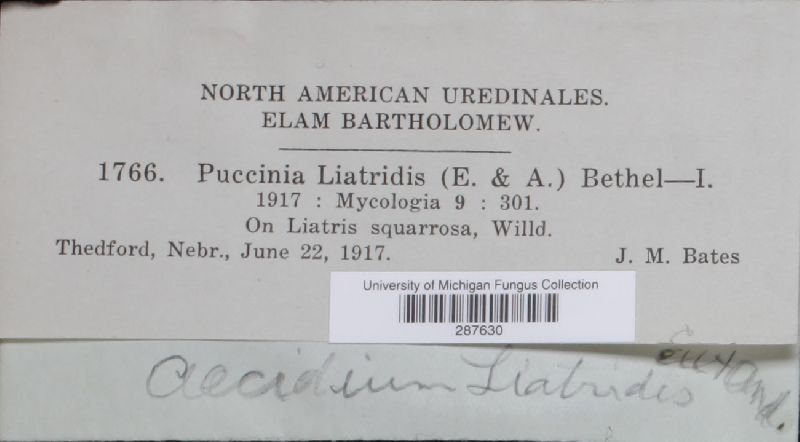 NORTH AMERICAN UREDINALES.
ELAM BARTHOLOMEW.
1766. Puccinia Liatridis (E. & A.) Bethel—I.
1917 : Mycologia 9 : 301.
On Liatris squarrosa, Willd.
Thedford, Nebr., June 22, 1917. J. M. Bates
University of Michigan Fungus Collection
287630
Aecidium Liatridis
And.